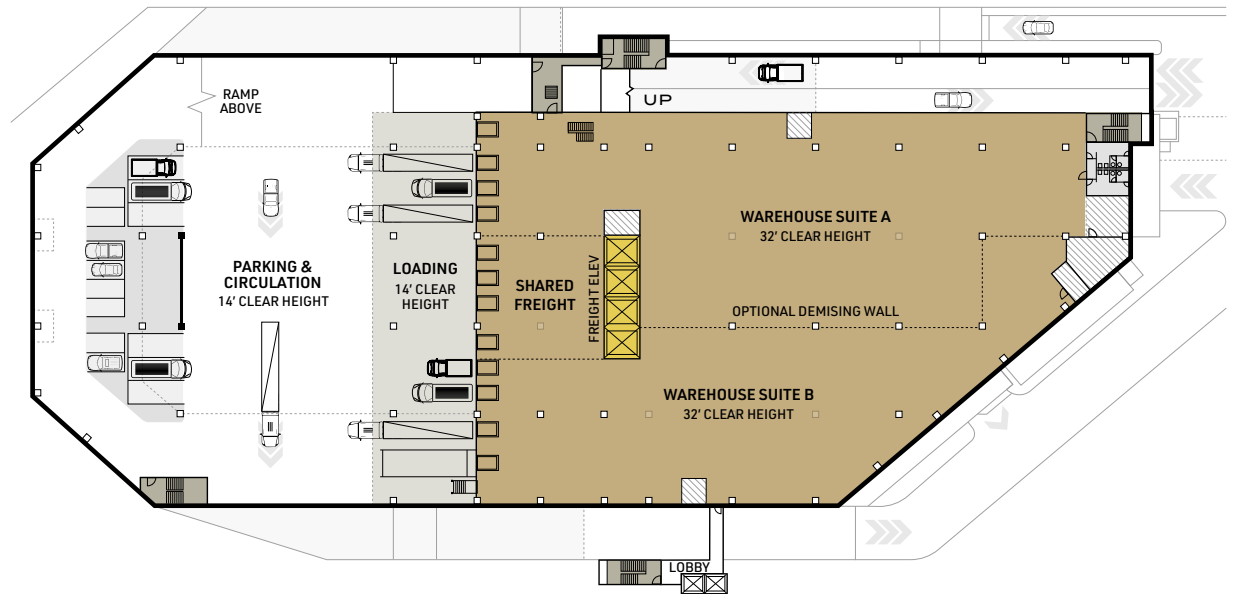 RAMP
ABOVE
UP
WAREHOUSE SUITE A
32′ CLEAR HEIGHT
PARKING &
CIRCULATION
14′ CLEAR HEIGHT
LOADING
14′ CLEAR
HEIGHT
SHARED
FREIGHT
FREIGHT ELEV
OPTIONAL DEMISING WALL
WAREHOUSE SUITE B
32′ CLEAR HEIGHT
LOBBY